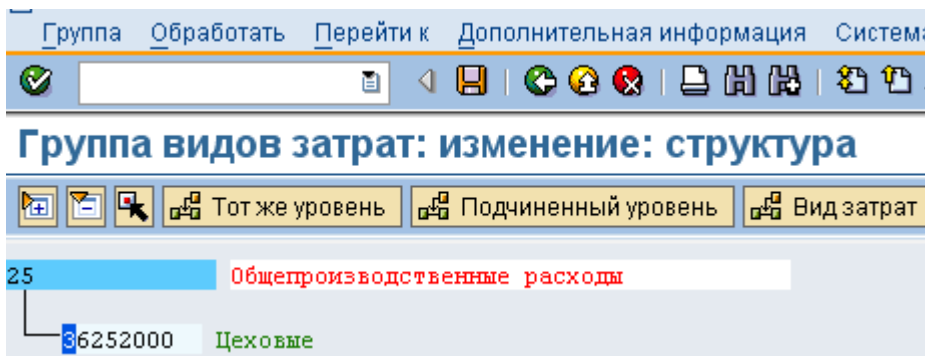 Группа Обработать Перейти к Дополнительная информация Система
Группа видов затрат: изменение: структура
Тот же уровень Подчиненный уровень Вид затрат
25 Общепроизводственные расходы
36252000 Цеховые